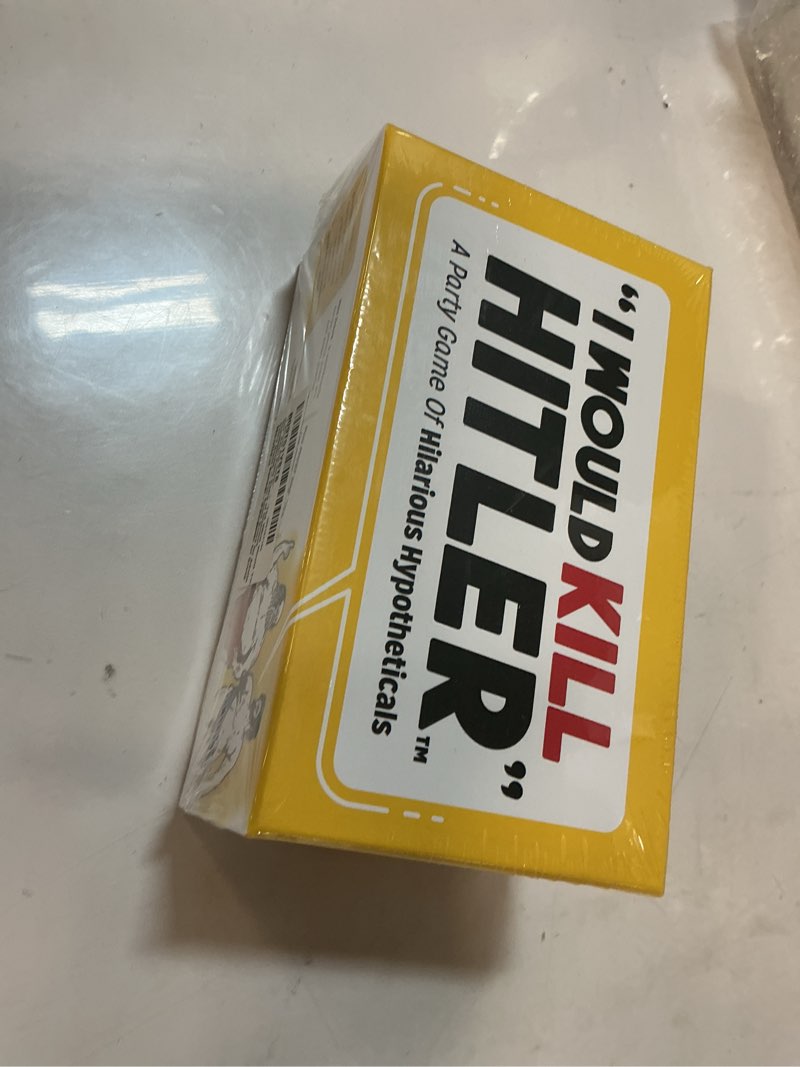 “I WOULD KILL
HITLER”™
A Party Game Of Hilarious Hypotheticals